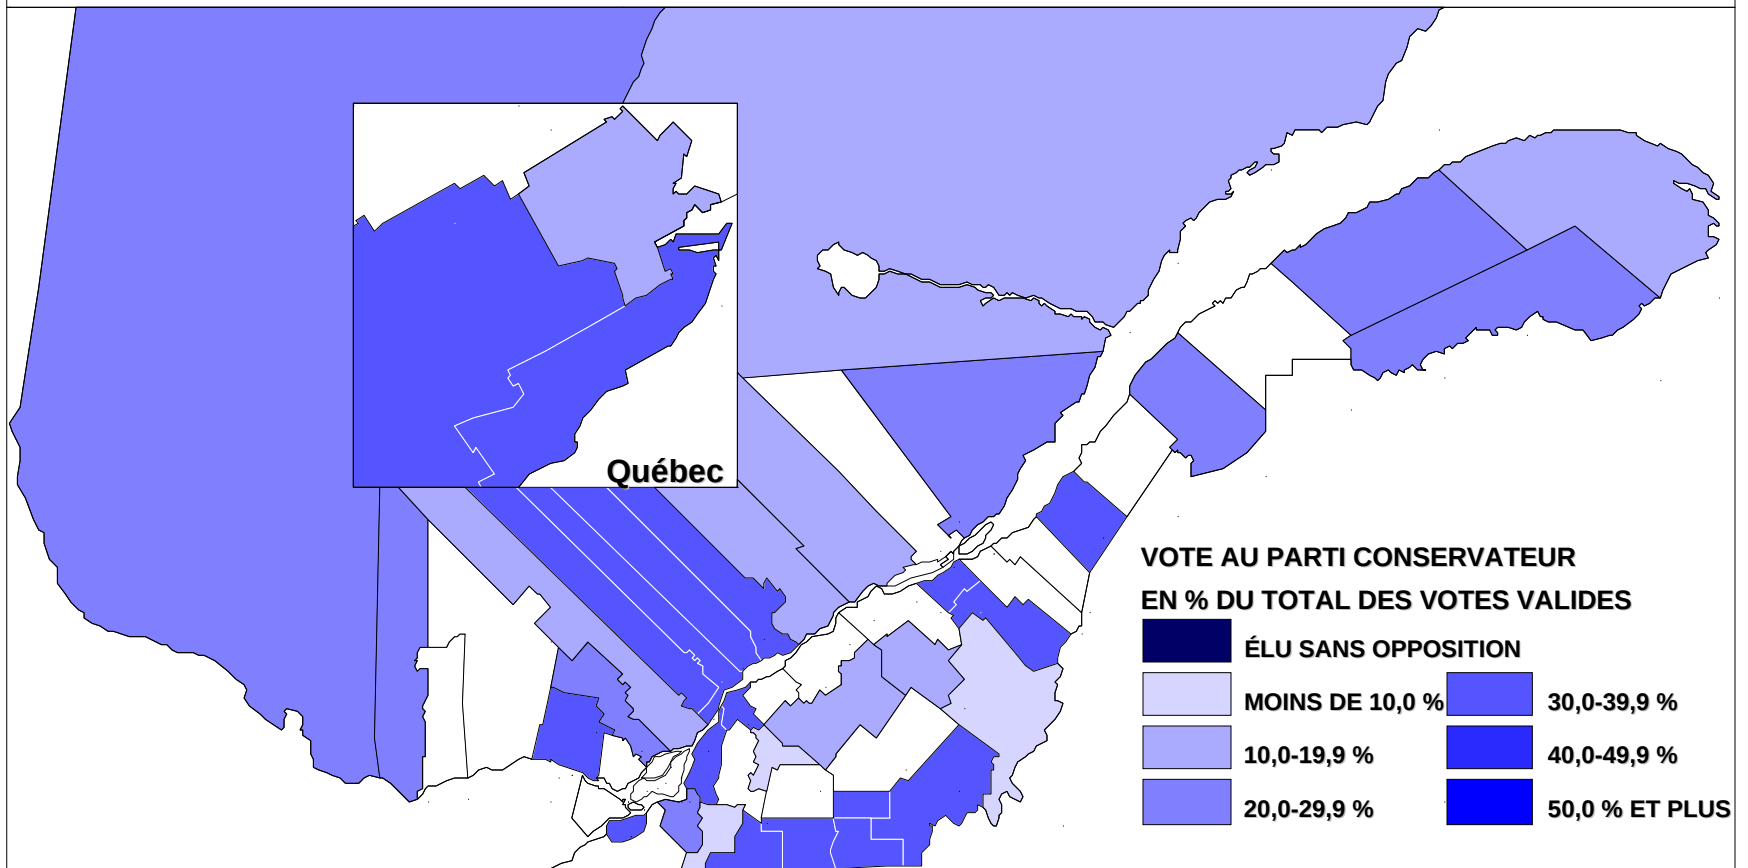 Québec
VOTE AU PARTI CONSERVATEUR
EN % DU TOTAL DES VOTES VALIDES
ÉLU SANS OPPOSITION
MOINS DE 10,0 %
30,0-39,9 %
10,0-19,9 %
40,0-49,9 %
20,0-29,9 %
50,0 % ET PLUS